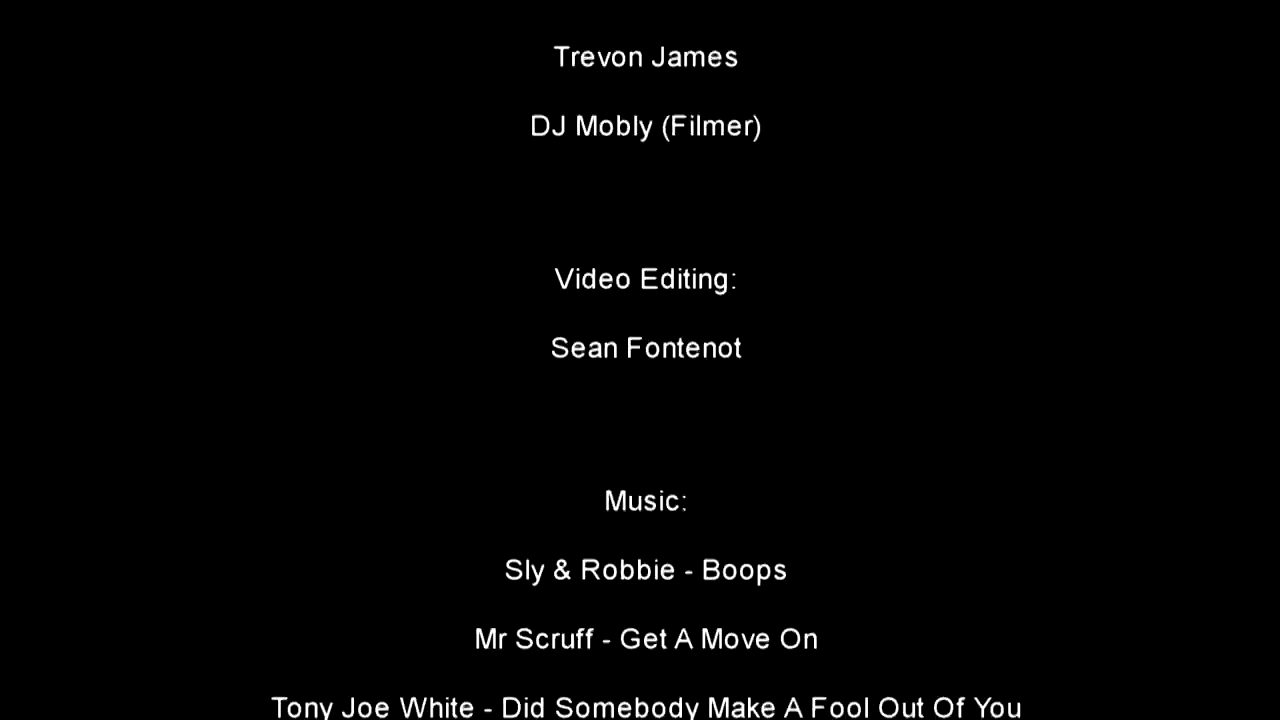 Trevon James
DJ Mobly (Filmer)
Video Editing:
Sean Fontenot
Music:
Sly & Robbie - Boops
Mr Scruff - Get A Move On
Tony Joe White - Did Somebody Make A Fool Out Of You